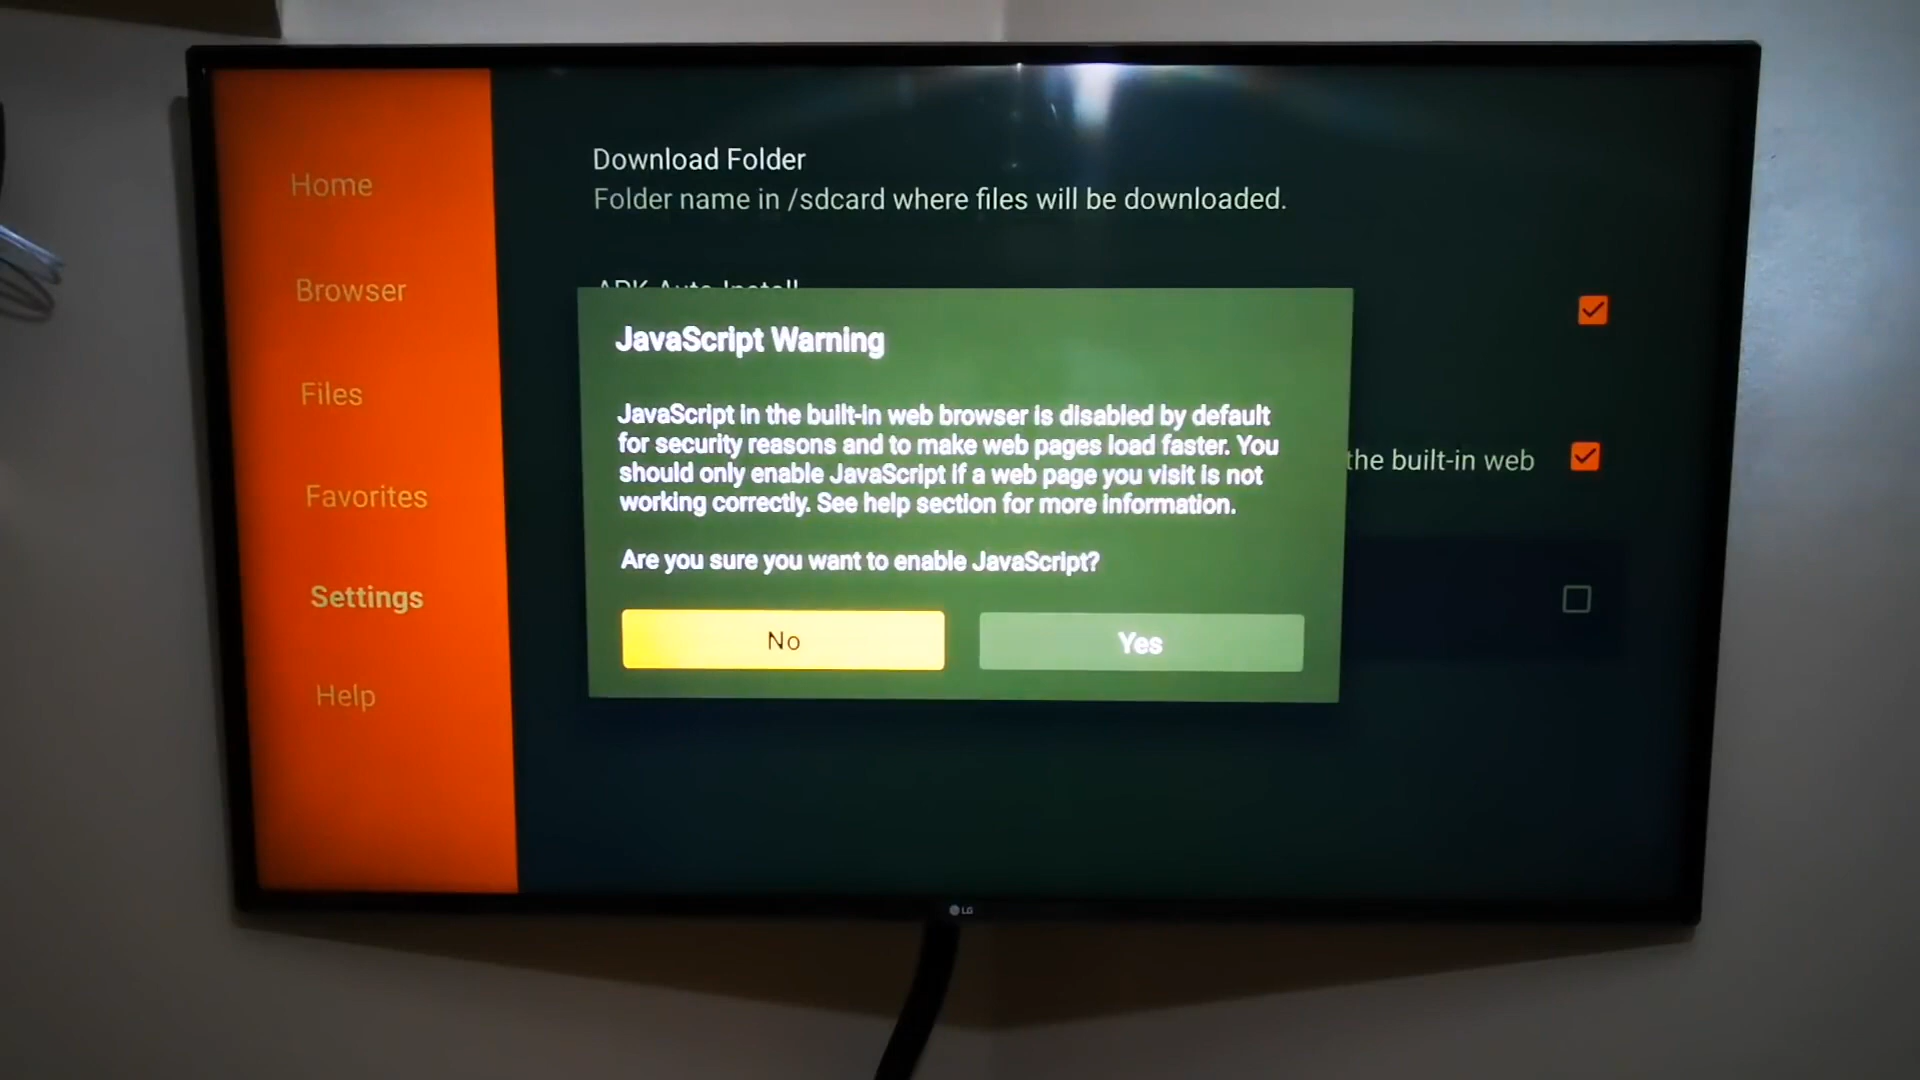 Home
Browser
Files
Favorites
Settings
Help
Download Folder
Folder name in /sdcard where files will be downloaded.
APK Auto Install
JavaScript Warning
JavaScript in the built-in web browser is disabled by default
for security reasons and to make web pages load faster. You
should only enable JavaScript if a web page you visit is not
working correctly. See help section for more information.
Are you sure you want to enable JavaScript?
No
Yes
the built-in web
LG